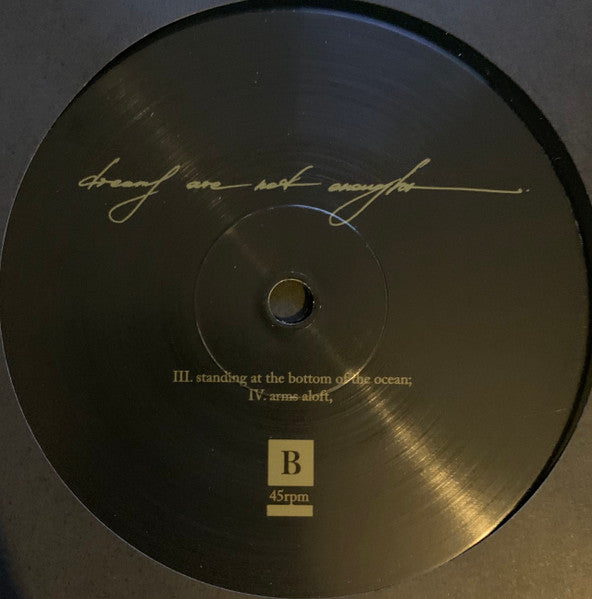 dreams are not enough.
III. standing at the bottom of the ocean;
IV. arms aloft,
B
45rpm